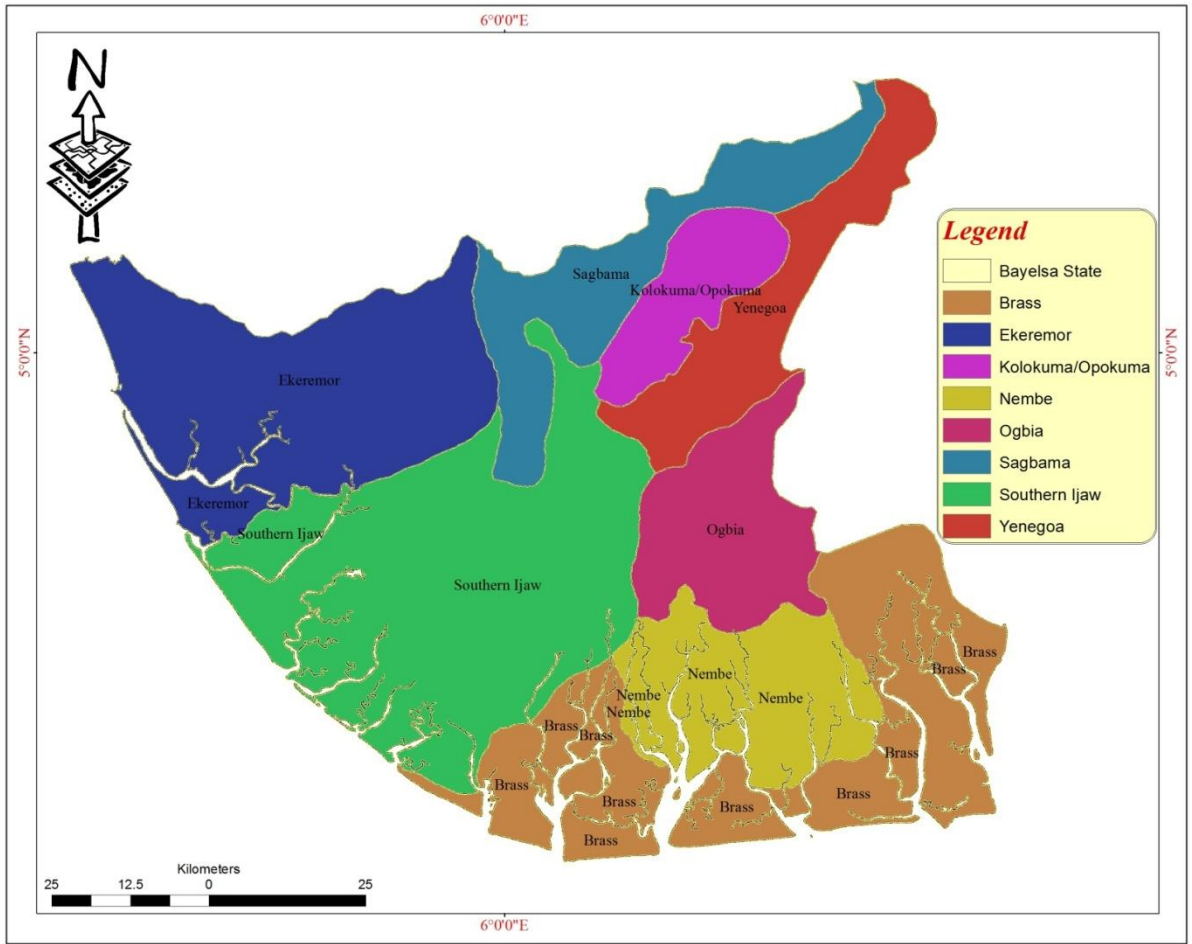 6°0'0"E
N
5°0'0"N
5°0'0"N
Legend
Bayelsa State
Brass
Ekeremor
Kolokuma/Opokuma
Nembe
Ogbia
Sagbama
Southern Ijaw
Yenegoa
Sagbama
Kolokuma/Opokuma
Yenegoa
Ekeremor
Ekeremor
Southern Ijaw
Ogbia
Southern Ijaw
Brass
Brass
Nembe
Nembe
Nembe
Nembe
Brass
Brass
Brass
Brass
Brass
Brass
Brass
Brass
Kilometers
25 12.5 0 25
6°0'0"E